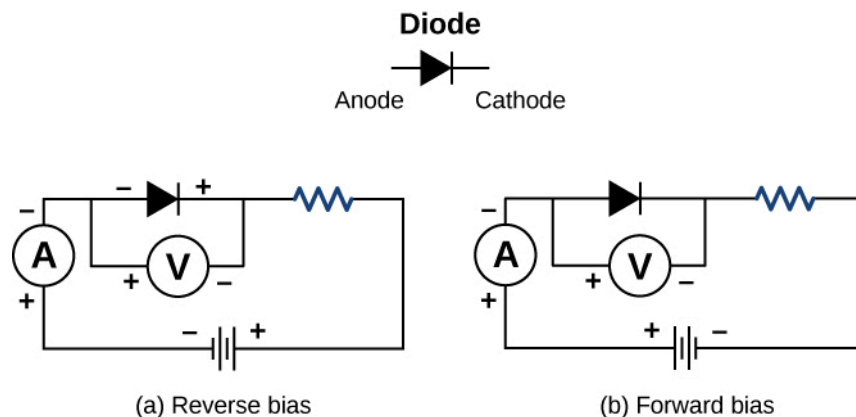 Diode
Anode Cathode
− +
−
A
V
+ −
+
− +
(a) Reverse bias
−
A
V
+ −
+
+ −
(b) Forward bias